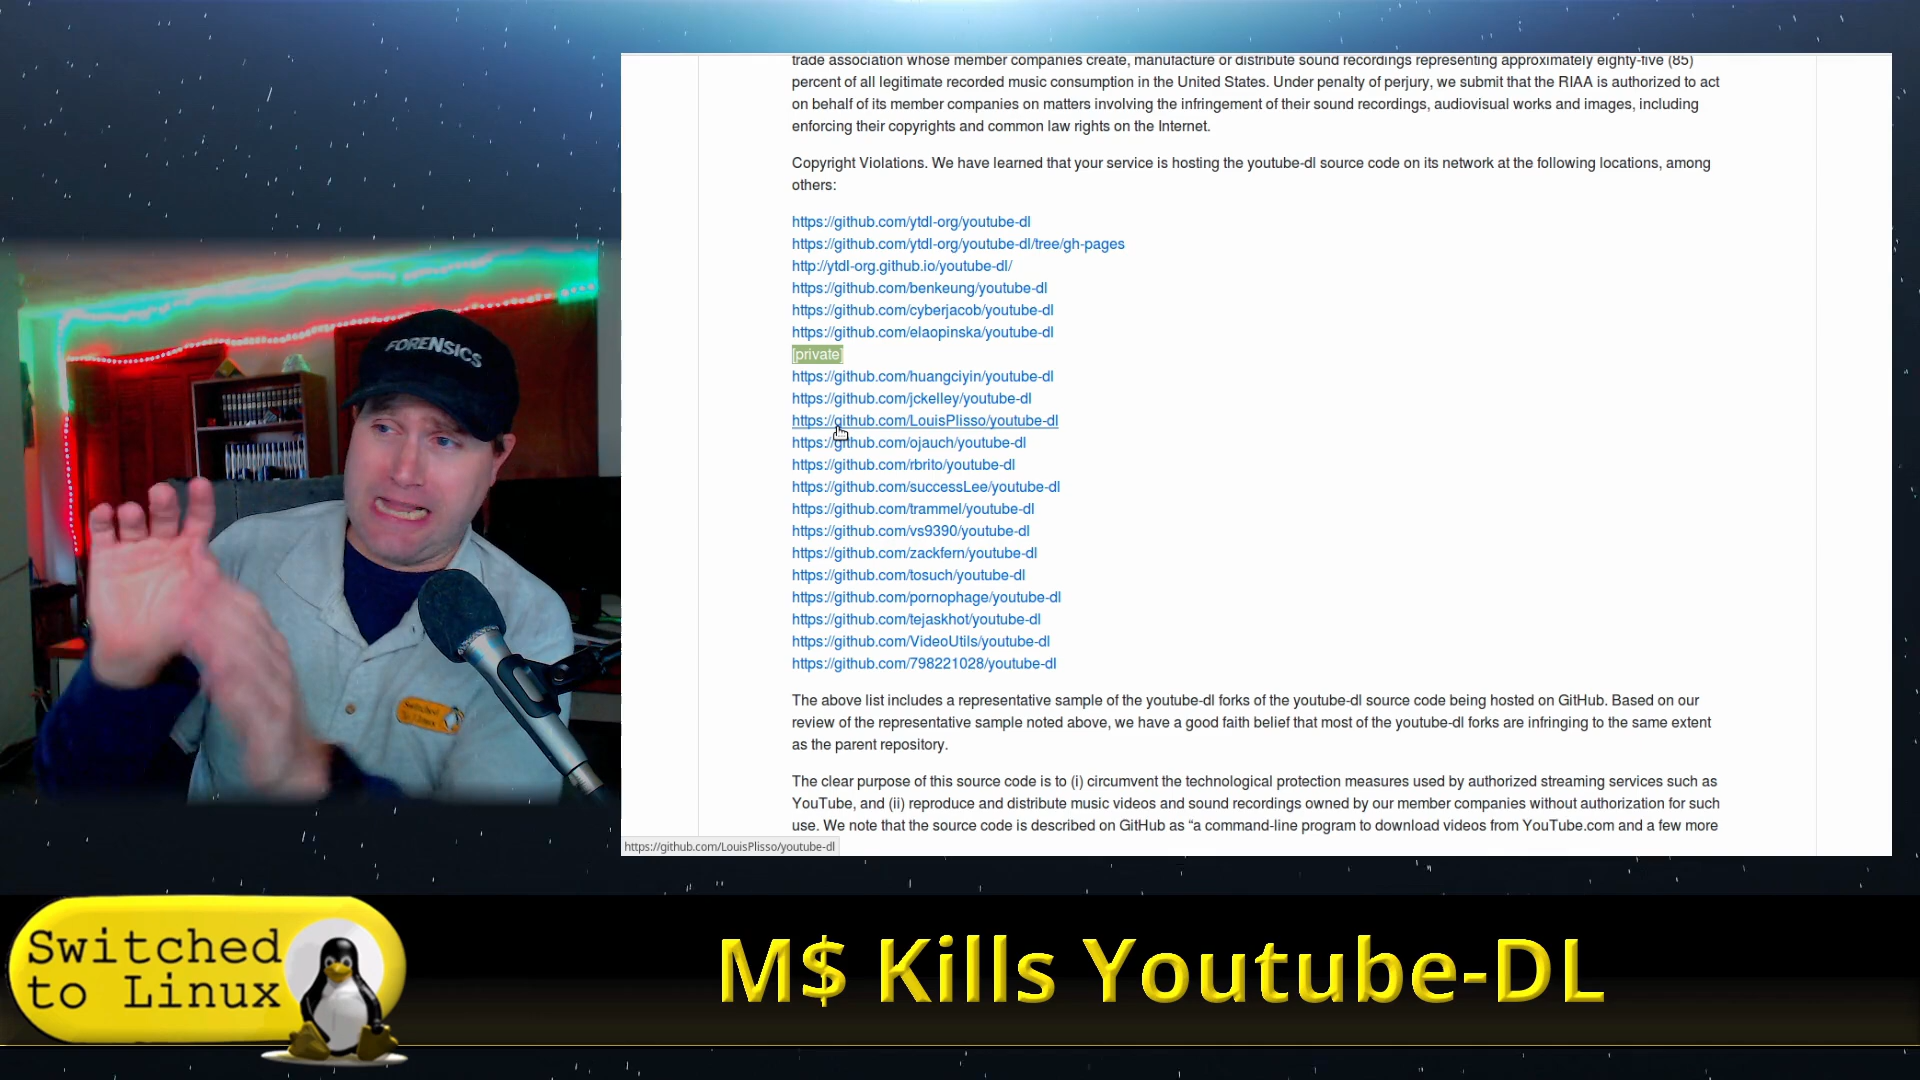 trade association whose member companies create, manufacture or distribute sound recordings representing approximately eighty-five (85)
percent of all legitimate recorded music consumption in the United States. Under penalty of perjury, we submit that the RIAA is authorized to act
on behalf of its member companies on matters involving the infringement of their sound recordings, audiovisual works and images, including
enforcing their copyrights and common law rights on the Internet.
Copyright Violations. We have learned that your service is hosting the youtube-dl source code on its network at the following locations, among
others:
https://github.com/ytdl-org/youtube-dl
https://github.com/ytdl-org/youtube-dl/tree/gh-pages
http://ytdl-org.github.io/youtube-dl/
https://github.com/benkeung/youtube-dl
https://github.com/cyberjacob/youtube-dl
https://github.com/elaopinska/youtube-dl
[private]
https://github.com/huangciyin/youtube-dl
https://github.com/jckelley/youtube-dl
https://github.com/LouisPlisso/youtube-dl
https://github.com/ojauch/youtube-dl
https://github.com/rbrito/youtube-dl
https://github.com/successLee/youtube-dl
https://github.com/trammel/youtube-dl
https://github.com/vs9390/youtube-dl
https://github.com/zackfern/youtube-dl
https://github.com/tosuch/youtube-dl
https://github.com/pornophage/youtube-dl
https://github.com/tejaskhot/youtube-dl
https://github.com/VideoUtils/youtube-dl
https://github.com/798221028/youtube-dl
The above list includes a representative sample of the youtube-dl forks of the youtube-dl source code being hosted on GitHub. Based on our
review of the representative sample noted above, we have a good faith belief that most of the youtube-dl forks are infringing to the same extent
as the parent repository.
The clear purpose of this source code is to (i) circumvent the technological protection measures used by authorized streaming services such as
YouTube, and (ii) reproduce and distribute music videos and sound recordings owned by our member companies without authorization for such
use. We note that the source code is described on GitHub as “a command-line program to download videos from YouTube.com and a few more
https://github.com/LouisPlisso/youtube-dl
FORENSICS
Switched
to Linux
Switched
to Linux
M$ Kills Youtube-DL